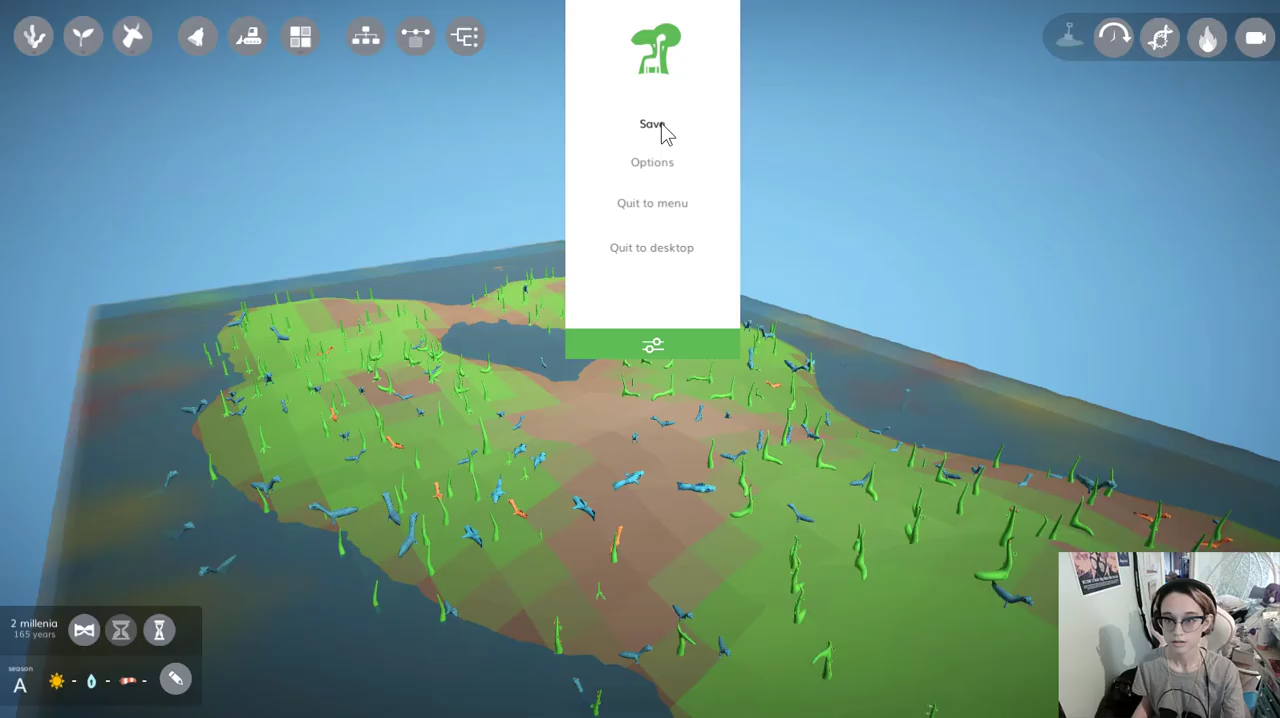 Save
Options
Quit to menu
Quit to desktop
2 millenia
165 years
season
A